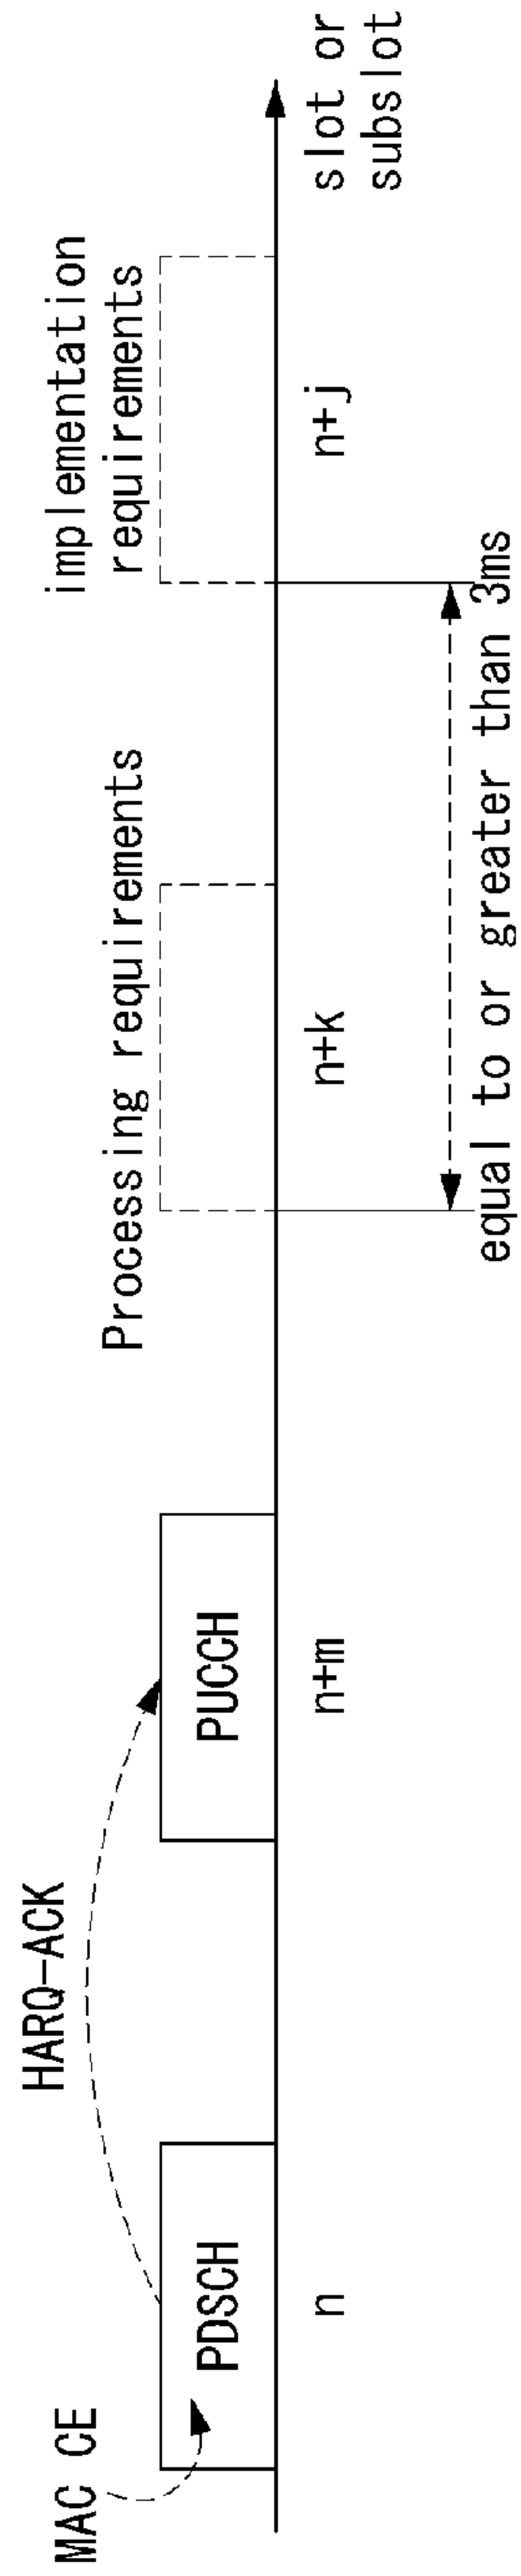 MAC CE
HARQ-ACK
Processing requirements
implementation
requirements
PDSCH
PUCCH
n
n+m
n+k
n+j
slot or
subslot
equal to or greater than 3ms